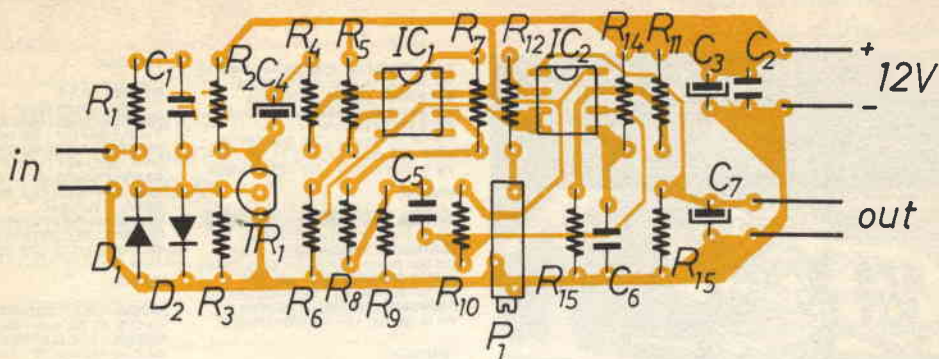 R₁ C₁ R₂ C₄ R₄ R₅ IC₁ R₇ R₁₂ IC₂ R₁₄ R₁₁ C₃ C₂ + 12V −
in
TR₁ C₅ C₇ out
D₁ D₂ R₃ R₆ R₈ R₉ R₁₀ P₁ R₁₅ C₆ R₁₅